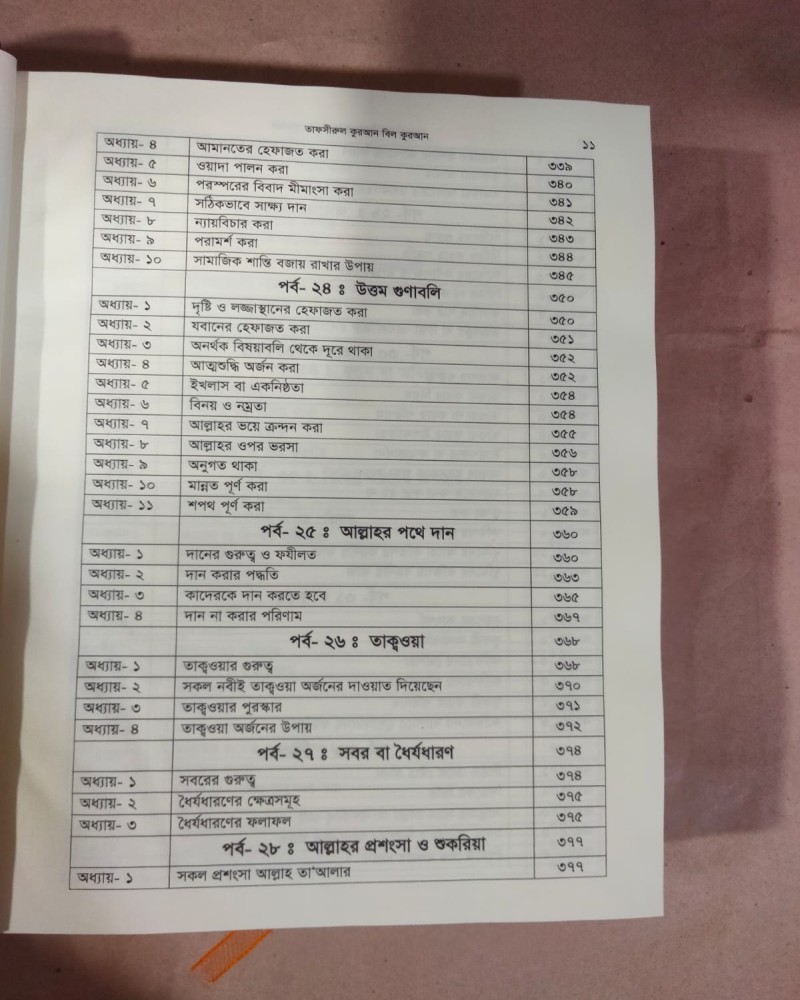 তাফসীরুল কুরআন বিল কুরআন ১১
অধ্যায়- ৪ আমানতের হেফাজত করা ৩৩৯
অধ্যায়- ৫ ওয়াদা পালন করা ৩৪০
অধ্যায়- ৬ পরস্পরের বিবাদ মীমাংসা করা ৩৪১
অধ্যায়- ৭ সঠিকভাবে সাক্ষ্য দান ৩৪২
অধ্যায়- ৮ ন্যায়বিচার করা ৩৪৩
অধ্যায়- ৯ পরামর্শ করা ৩৪৪
অধ্যায়- ১০ সামাজিক শান্তি বজায় রাখার উপায় ৩৪৫
পর্ব- ২৪ : উত্তম গুণাবলি ৩৫০
অধ্যায়- ১ দৃষ্টি ও লজ্জাস্থানের হেফাজত করা ৩৫০
অধ্যায়- ২ যবানের হেফাজত করা ৩৫১
অধ্যায়- ৩ অনর্থক বিষয়াবলি থেকে দূরে থাকা ৩৫২
অধ্যায়- ৪ আত্মশুদ্ধি অর্জন করা ৩৫২
অধ্যায়- ৫ ইখলাস বা একনিষ্ঠতা ৩৫৪
অধ্যায়- ৬ বিনয় ও নম্রতা ৩৫৪
অধ্যায়- ৭ আল্লাহর ভয়ে ক্রন্দন করা ৩৫৫
অধ্যায়- ৮ আল্লাহর ওপর ভরসা ৩৫৬
অধ্যায়- ৯ অনুগত থাকা ৩৫৮
অধ্যায়- ১০ মান্নত পূর্ণ করা ৩৫৮
অধ্যায়- ১১ শপথ পূর্ণ করা ৩৫৯
পর্ব- ২৫ : আল্লাহর পথে দান ৩৬০
অধ্যায়- ১ দানের গুরুত্ব ও ফযীলত ৩৬০
অধ্যায়- ২ দান করার পদ্ধতি ৩৬৩
অধ্যায়- ৩ কাদেরকে দান করতে হবে ৩৬৫
অধ্যায়- ৪ দান না করার পরিণাম ৩৬৭
পর্ব- ২৬ : তাক্বওয়া ৩৬৮
অধ্যায়- ১ তাক্বওয়ার গুরুত্ব ৩৬৮
অধ্যায়- ২ সকল নবীই তাক্বওয়া অর্জনের দাওয়াত দিয়েছেন ৩৭০
অধ্যায়- ৩ তাক্বওয়ার পুরস্কার ৩৭১
অধ্যায়- ৪ তাক্বওয়া অর্জনের উপায় ৩৭২
পর্ব- ২৭ : সবর বা ধৈর্যধারণ ৩৭৪
অধ্যায়- ১ সবরের গুরুত্ব ৩৭৪
অধ্যায়- ২ ধৈর্যধারণের ক্ষেত্রসমূহ ৩৭৫
অধ্যায়- ৩ ধৈর্যধারণের ফলাফল ৩৭৫
পর্ব- ২৮ : আল্লাহর প্রশংসা ও শুকরিয়া ৩৭৭
অধ্যায়- ১ সকল প্রশংসা আল্লাহ তা'আলার ৩৭৭